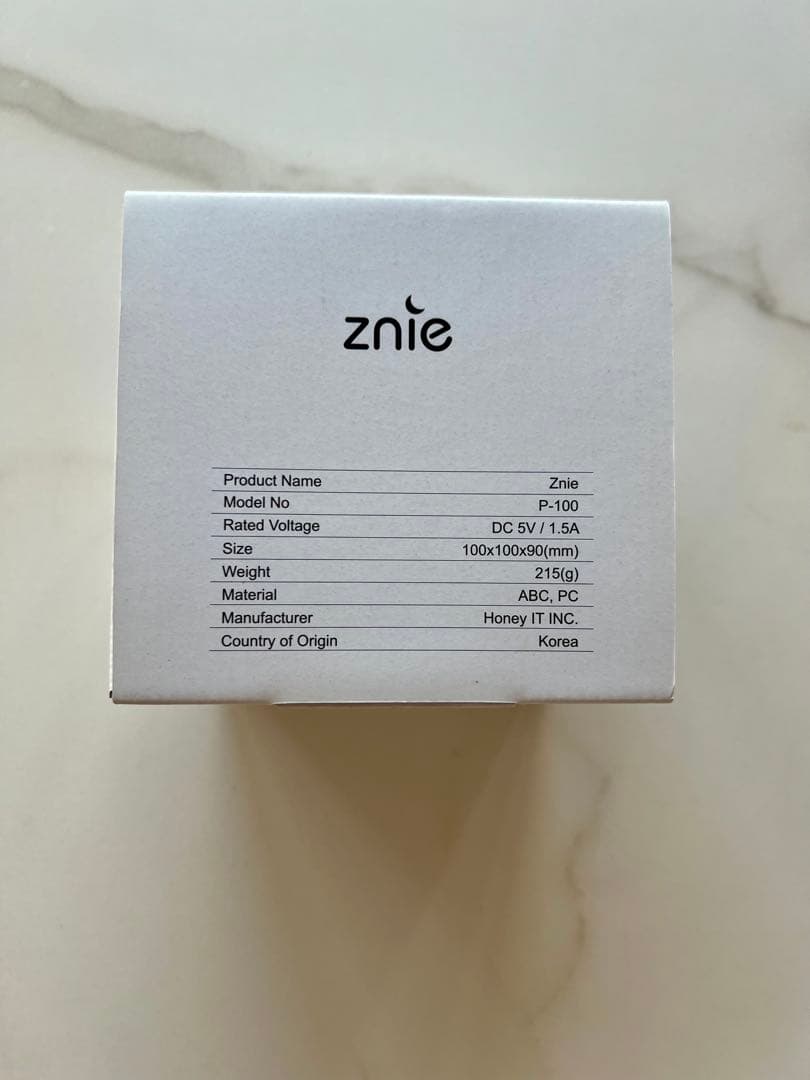 znie
Product Name Znie
Model No P-100
Rated Voltage DC 5V / 1.5A
Size 100x100x90(mm)
Weight 215(g)
Material ABC, PC
Manufacturer Honey IT INC.
Country of Origin Korea